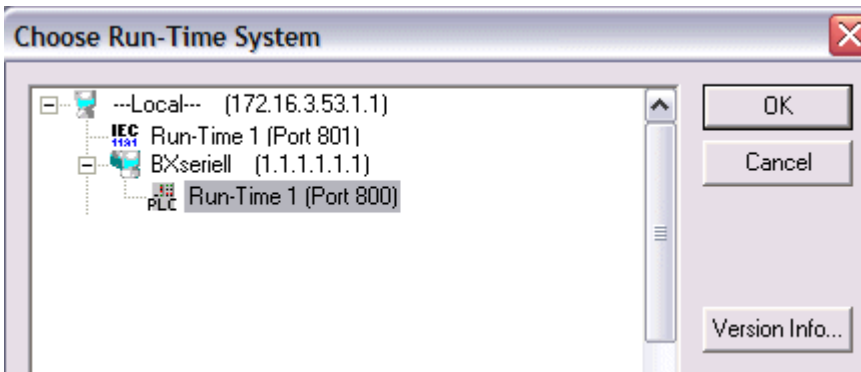 Choose Run-Time System
---Local--- (172.16.3.53.1.1)
IEC
1131
Run-Time 1 (Port 801)
BXseriell (1.1.1.1.1.1)
PLC
Run-Time 1 (Port 800)
OK
Cancel
Version Info...